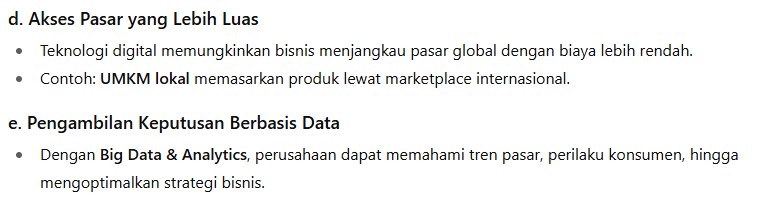 d. Akses Pasar yang Lebih Luas
• Teknologi digital memungkinkan bisnis menjangkau pasar global dengan biaya lebih rendah.
• Contoh: UMKM lokal memasarkan produk lewat marketplace internasional.
e. Pengambilan Keputusan Berbasis Data
• Dengan Big Data & Analytics, perusahaan dapat memahami tren pasar, perilaku konsumen, hingga
mengoptimalkan strategi bisnis.